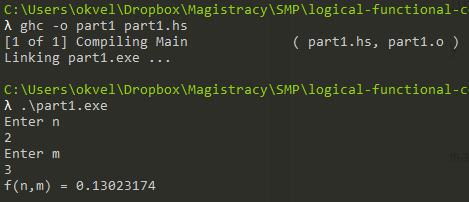 C:\Users\okvel\Dropbox\Magistracy\SMP\logical-functional-c
λ ghc -o part1 part1.hs
[1 of 1] Compiling Main ( part1.hs, part1.o )
Linking part1.exe ...
C:\Users\okvel\Dropbox\Magistracy\SMP\logical-functional-c
λ .\part1.exe
Enter n
2
Enter m
3
f(n,m) = 0.13023174